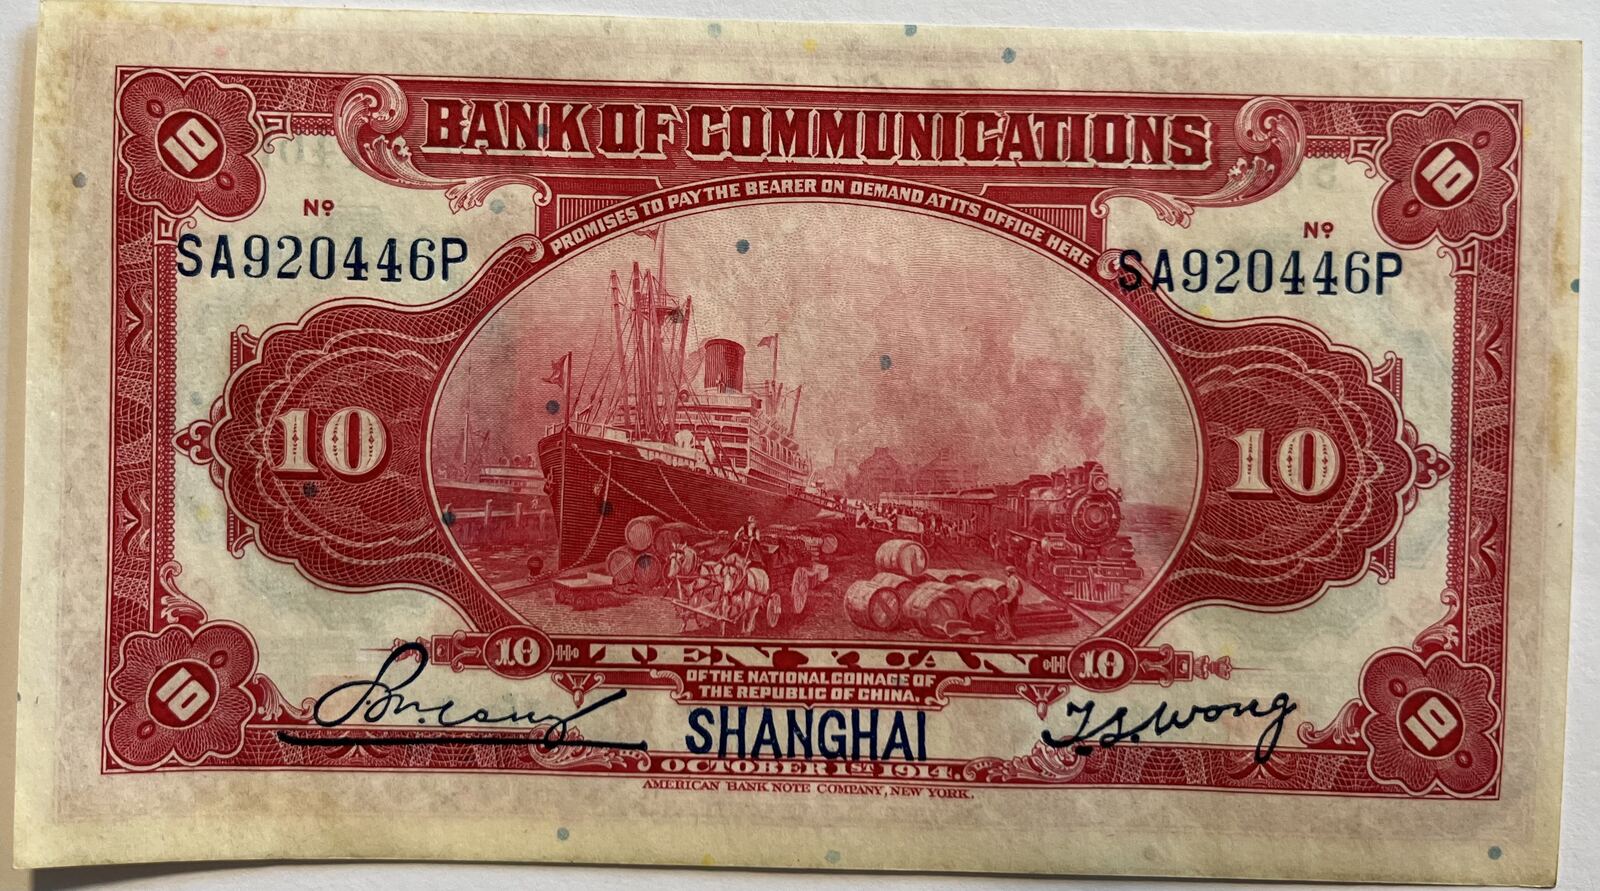 10
BANK OF COMMUNICATIONS
10
PROMISES TO PAY THE BEARER ON DEMAND AT ITS OFFICE HERE
Nº
SA920446P
Nº
SA920446P
10
10
10 TEN YUAN 10
OF THE NATIONAL COINAGE OF
THE REPUBLIC OF CHINA.
10
SHANGHAI
T.S. Wong
10
OCTOBER 1ST 1914.
AMERICAN BANK NOTE COMPANY, NEW YORK.